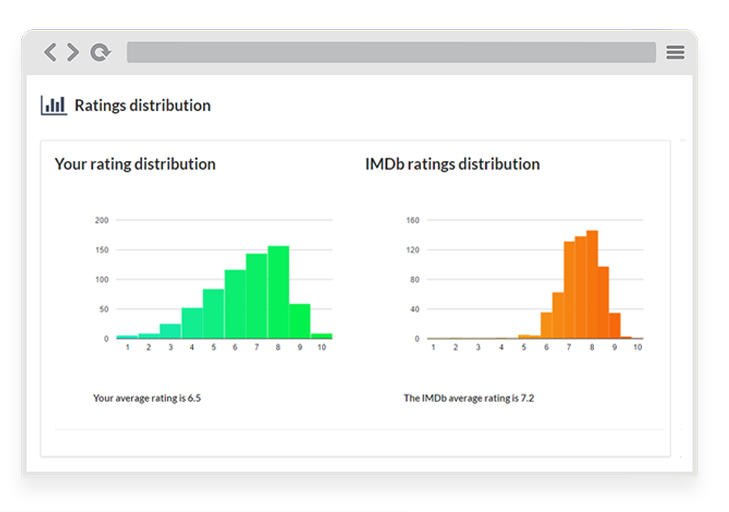 Ratings distribution
Your rating distribution
200
150
100
50
0
1 2 3 4 5 6 7 8 9 10
Your average rating is 6.5
IMDb ratings distribution
160
120
80
40
0
1 2 3 4 5 6 7 8 9 10
The IMDb average rating is 7.2